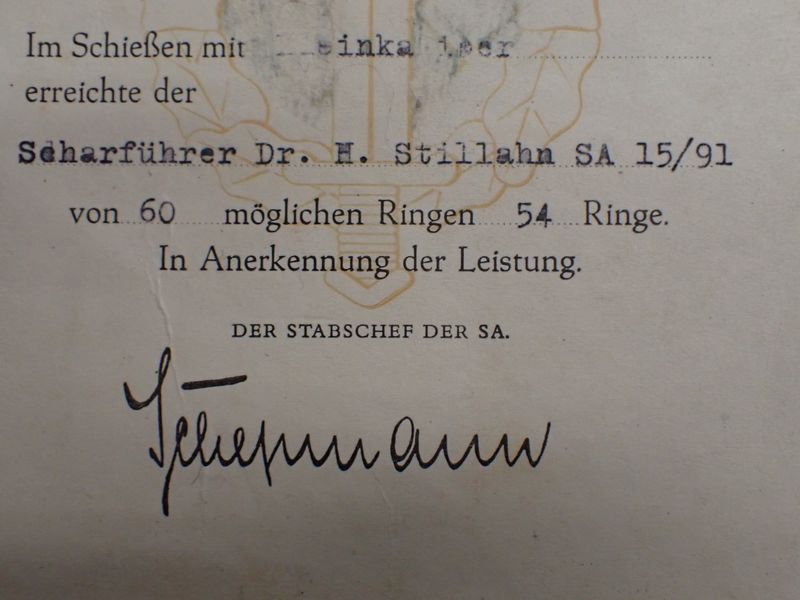 Im Schießen mit
erreichte der
Scharführer Dr. H. Stillahn SA 15/91
von 60 möglichen Ringen 54 Ringe.
In Anerkennung der Leistung.
DER STABSCHEF DER SA.
Schepmann